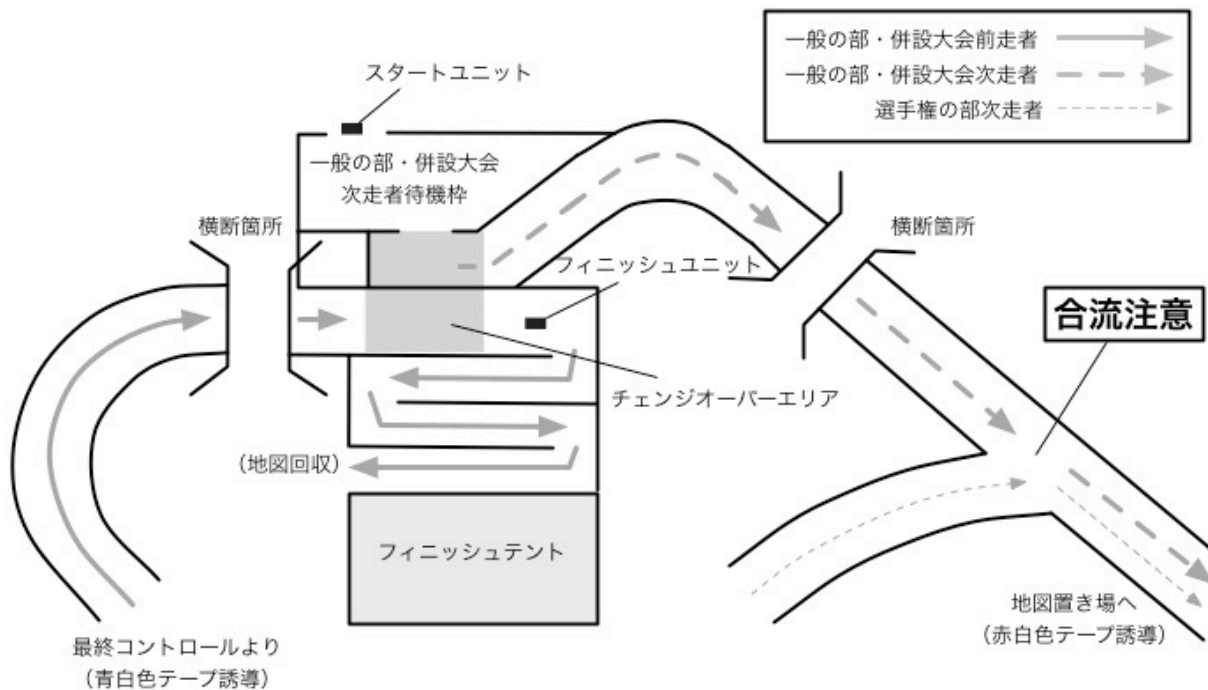 一般の部・併設大会前走者
一般の部・併設大会次走者
選手権の部次走者
スタートユニット
一般の部・併設大会
次走者待機枠
横断箇所
横断箇所
フィニッシュユニット
合流注意
チェンジオーバーエリア
(地図回収)
フィニッシュテント
地図置き場へ
(赤白色テープ誘導)
最終コントロールより
(青白色テープ誘導)